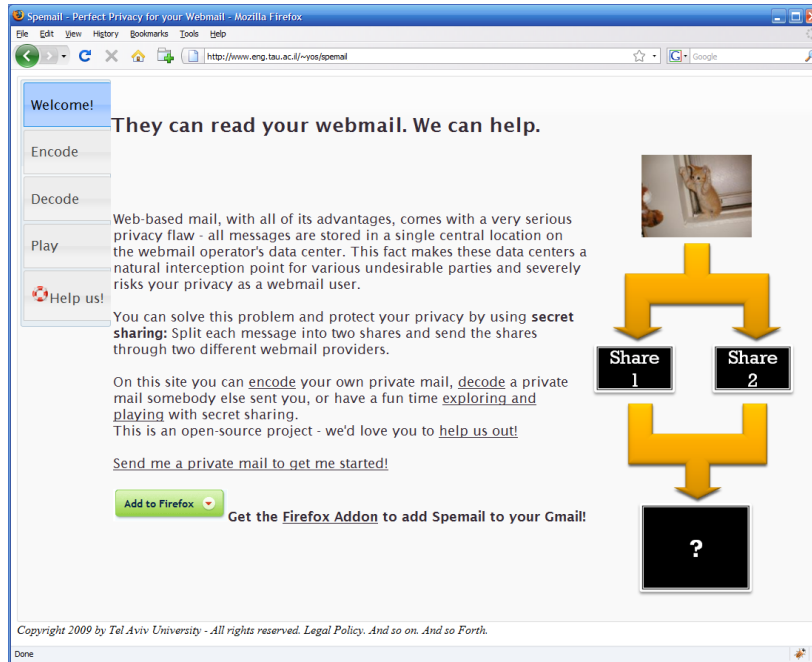 Spemail - Perfect Privacy for your Webmail - Mozilla Firefox
File Edit View History Bookmarks Tools Help
http://www.eng.tau.ac.il/~yos/spemail
Google
Welcome!
Encode
Decode
Play
Help us!
They can read your webmail. We can help.
Web-based mail, with all of its advantages, comes with a very serious
privacy flaw - all messages are stored in a single central location on
the webmail operator's data center. This fact makes these data centers a
natural interception point for various undesirable parties and severely
risks your privacy as a webmail user.
You can solve this problem and protect your privacy by using secret
sharing: Split each message into two shares and send the shares
through two different webmail providers.
On this site you can encode your own private mail, decode a private
mail somebody else sent you, or have a fun time exploring and
playing with secret sharing.
This is an open-source project - we'd love you to help us out!
Send me a private mail to get me started!
Add to Firefox
Get the Firefox Addon to add Spemail to your Gmail!
Share
1
Share
2
?
Copyright 2009 by Tel Aviv University - All rights reserved. Legal Policy. And so on. And so Forth.
Done